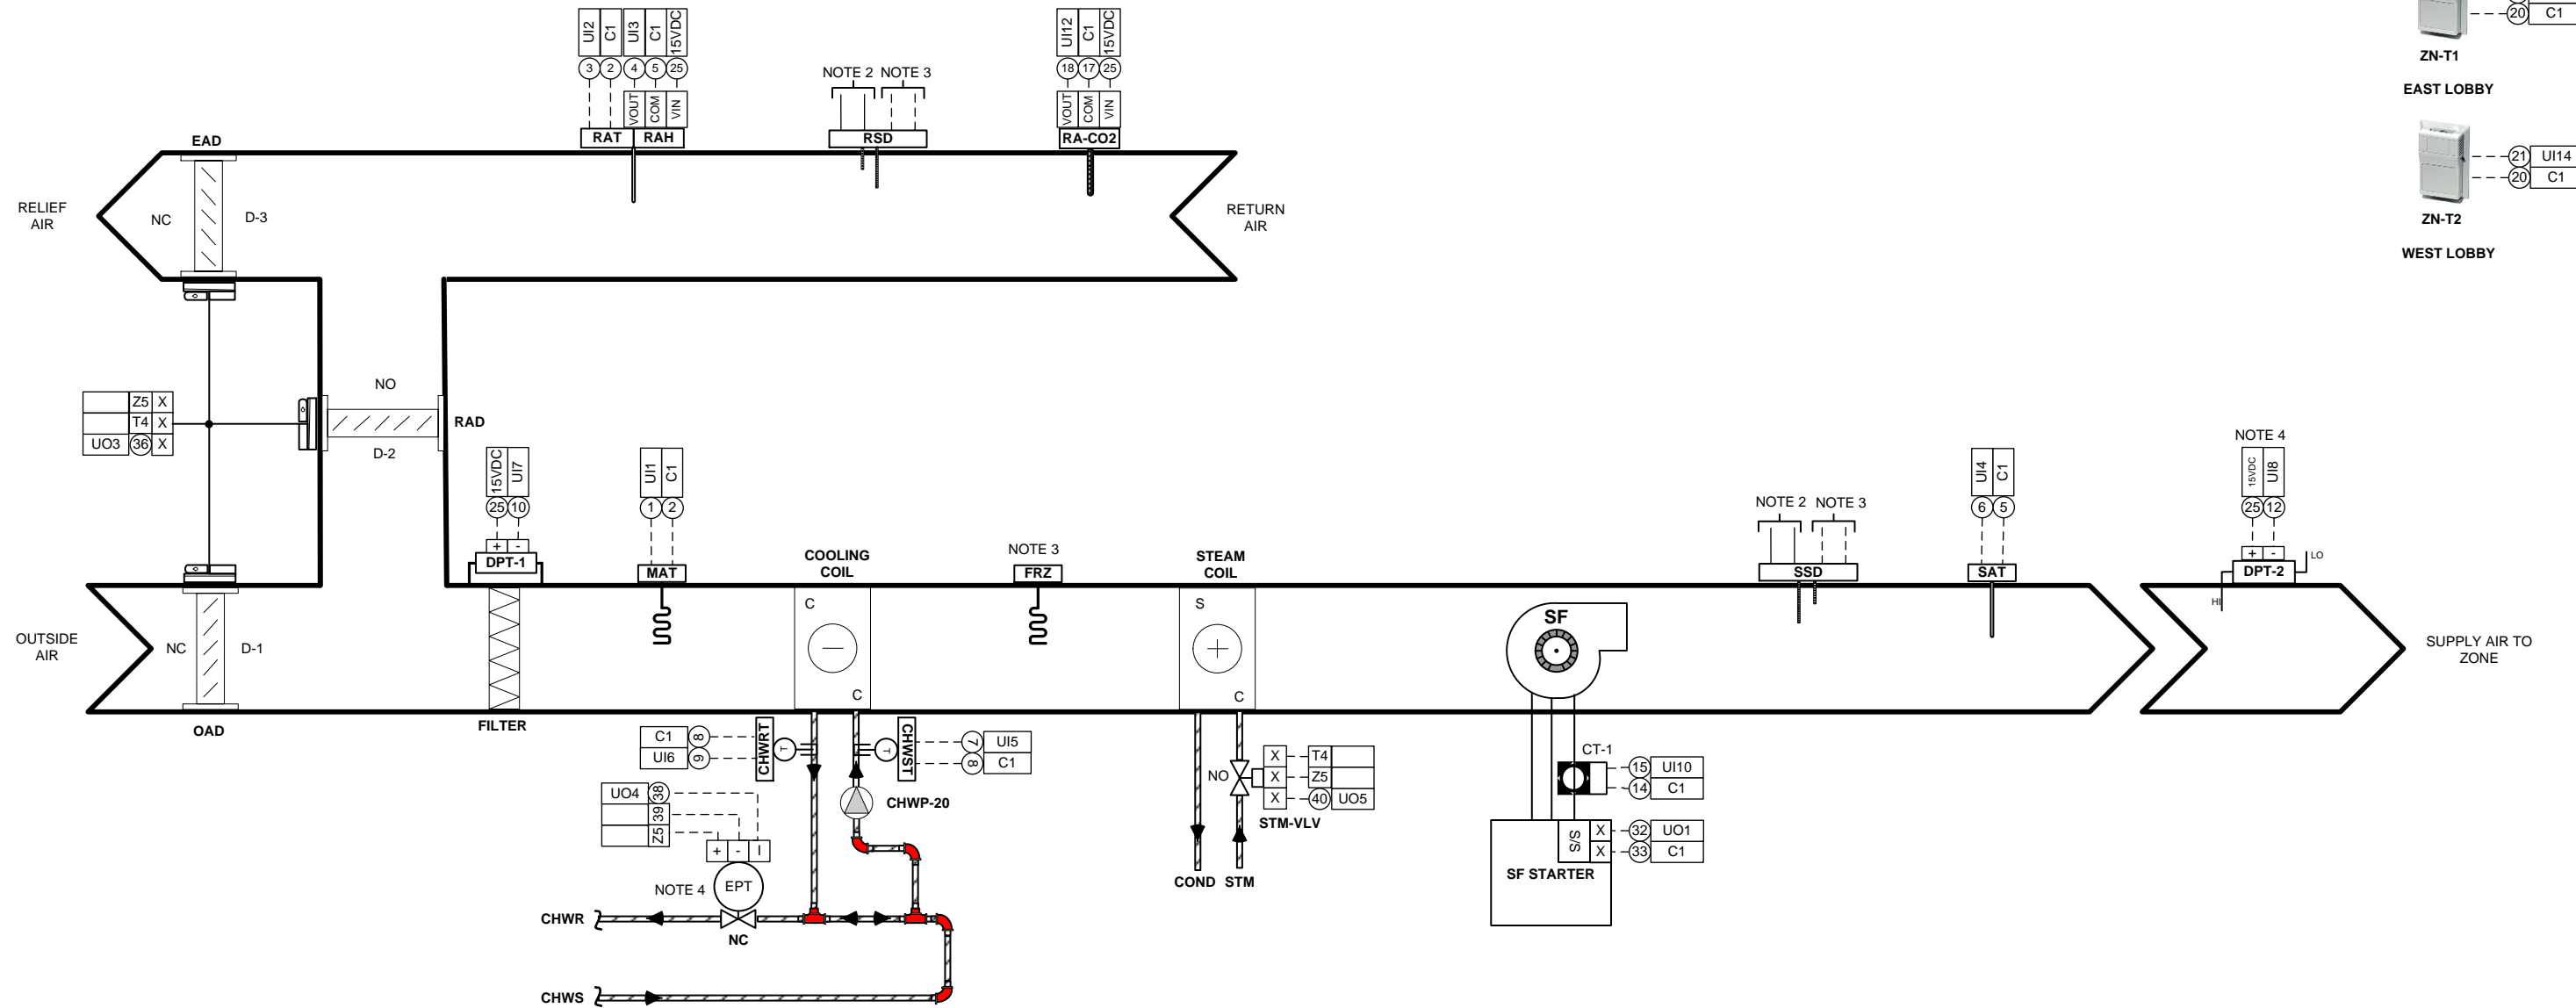 UI2
C1
UI3
C1
15VDC
3
2
4
5
25
VOUT
COM
VIN
RAT
RAH
NOTE 2
NOTE 3
RSD
UI12
C1
15VDC
18
17
25
VOUT
COM
VIN
RA-CO2
20
C1
ZN-T1
EAST LOBBY
21
UI14
20
C1
ZN-T2
WEST LOBBY
EAD
RELIEF
AIR
NC
D-3
RETURN
AIR
NO
RAD
D-2
Z5
X
T4
X
UO3
36
X
15VDC
UI7
25
10
+
-
DPT-1
UI1
C1
1
2
MAT
COOLING
COIL
NOTE 3
FRZ
STEAM
COIL
NOTE 2
NOTE 3
SSD
UI4
C1
6
5
SAT
NOTE 4
15VDC
UI8
25
12
+
-
DPT-2
LO
HI
OUTSIDE
AIR
NC
D-1
OAD
FILTER
C
C
S
C
SF
SUPPLY AIR TO
ZONE
C1
8
UI6
9
CHWRT
T
T
CHWST
7
UI5
8
C1
UO4
38
39
Z5
+
-
I
CHWP-20
NOTE 4
EPT
NC
CHWR
CHWS
NO
X
T4
X
Z5
X
40
UO5
STM-VLV
COND
STM
CT-1
15
UI10
14
C1
S/S
X
32
UO1
X
33
C1
SF STARTER